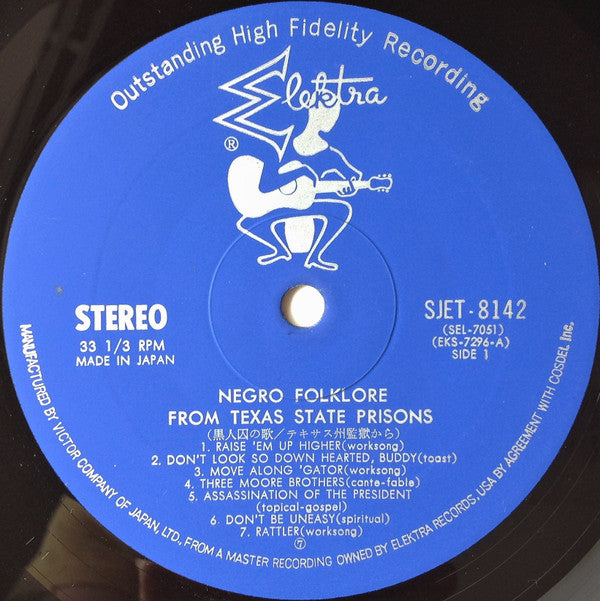 Outstanding High Fidelity Recording
Elektra
®
STEREO
33 1/3 RPM
MADE IN JAPAN
SJET-8142
(SEL-7051)
(EKS-7296-A)
SIDE 1
NEGRO FOLKLORE
FROM TEXAS STATE PRISONS
(黒人囚の歌/テキサス州監獄から)
1. RAISE 'EM UP HIGHER(worksong)
2. DON'T LOOK SO DOWN HEARTED, BUDDY(toast)
3. MOVE ALONG 'GATOR(worksong)
4. THREE MOORE BROTHERS(cante-fable)
5. ASSASSINATION OF THE PRESIDENT
(topical-gospel)
6. DON'T BE UNEASY(spiritual)
7. RATTLER(worksong)
⑦
MANUFACTURED BY VICTOR COMPANY OF JAPAN, LTD., FROM A MASTER RECORDING OWNED BY ELEKTRA RECORDS, USA BY AGREEMENT WITH COSDEL Inc.